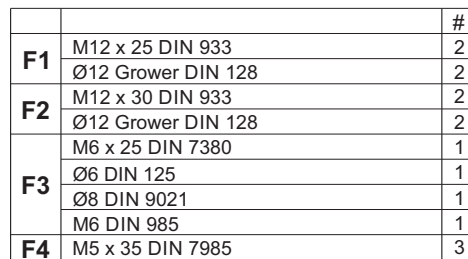 #
F1 M12 x 25 DIN 933 2
Ø12 Grower DIN 128 2
F2 M12 x 30 DIN 933 2
Ø12 Grower DIN 128 2
F3 M6 x 25 DIN 7380 1
Ø6 DIN 125 1
Ø8 DIN 9021 1
M6 DIN 985 1
F4 M5 x 35 DIN 7985 3